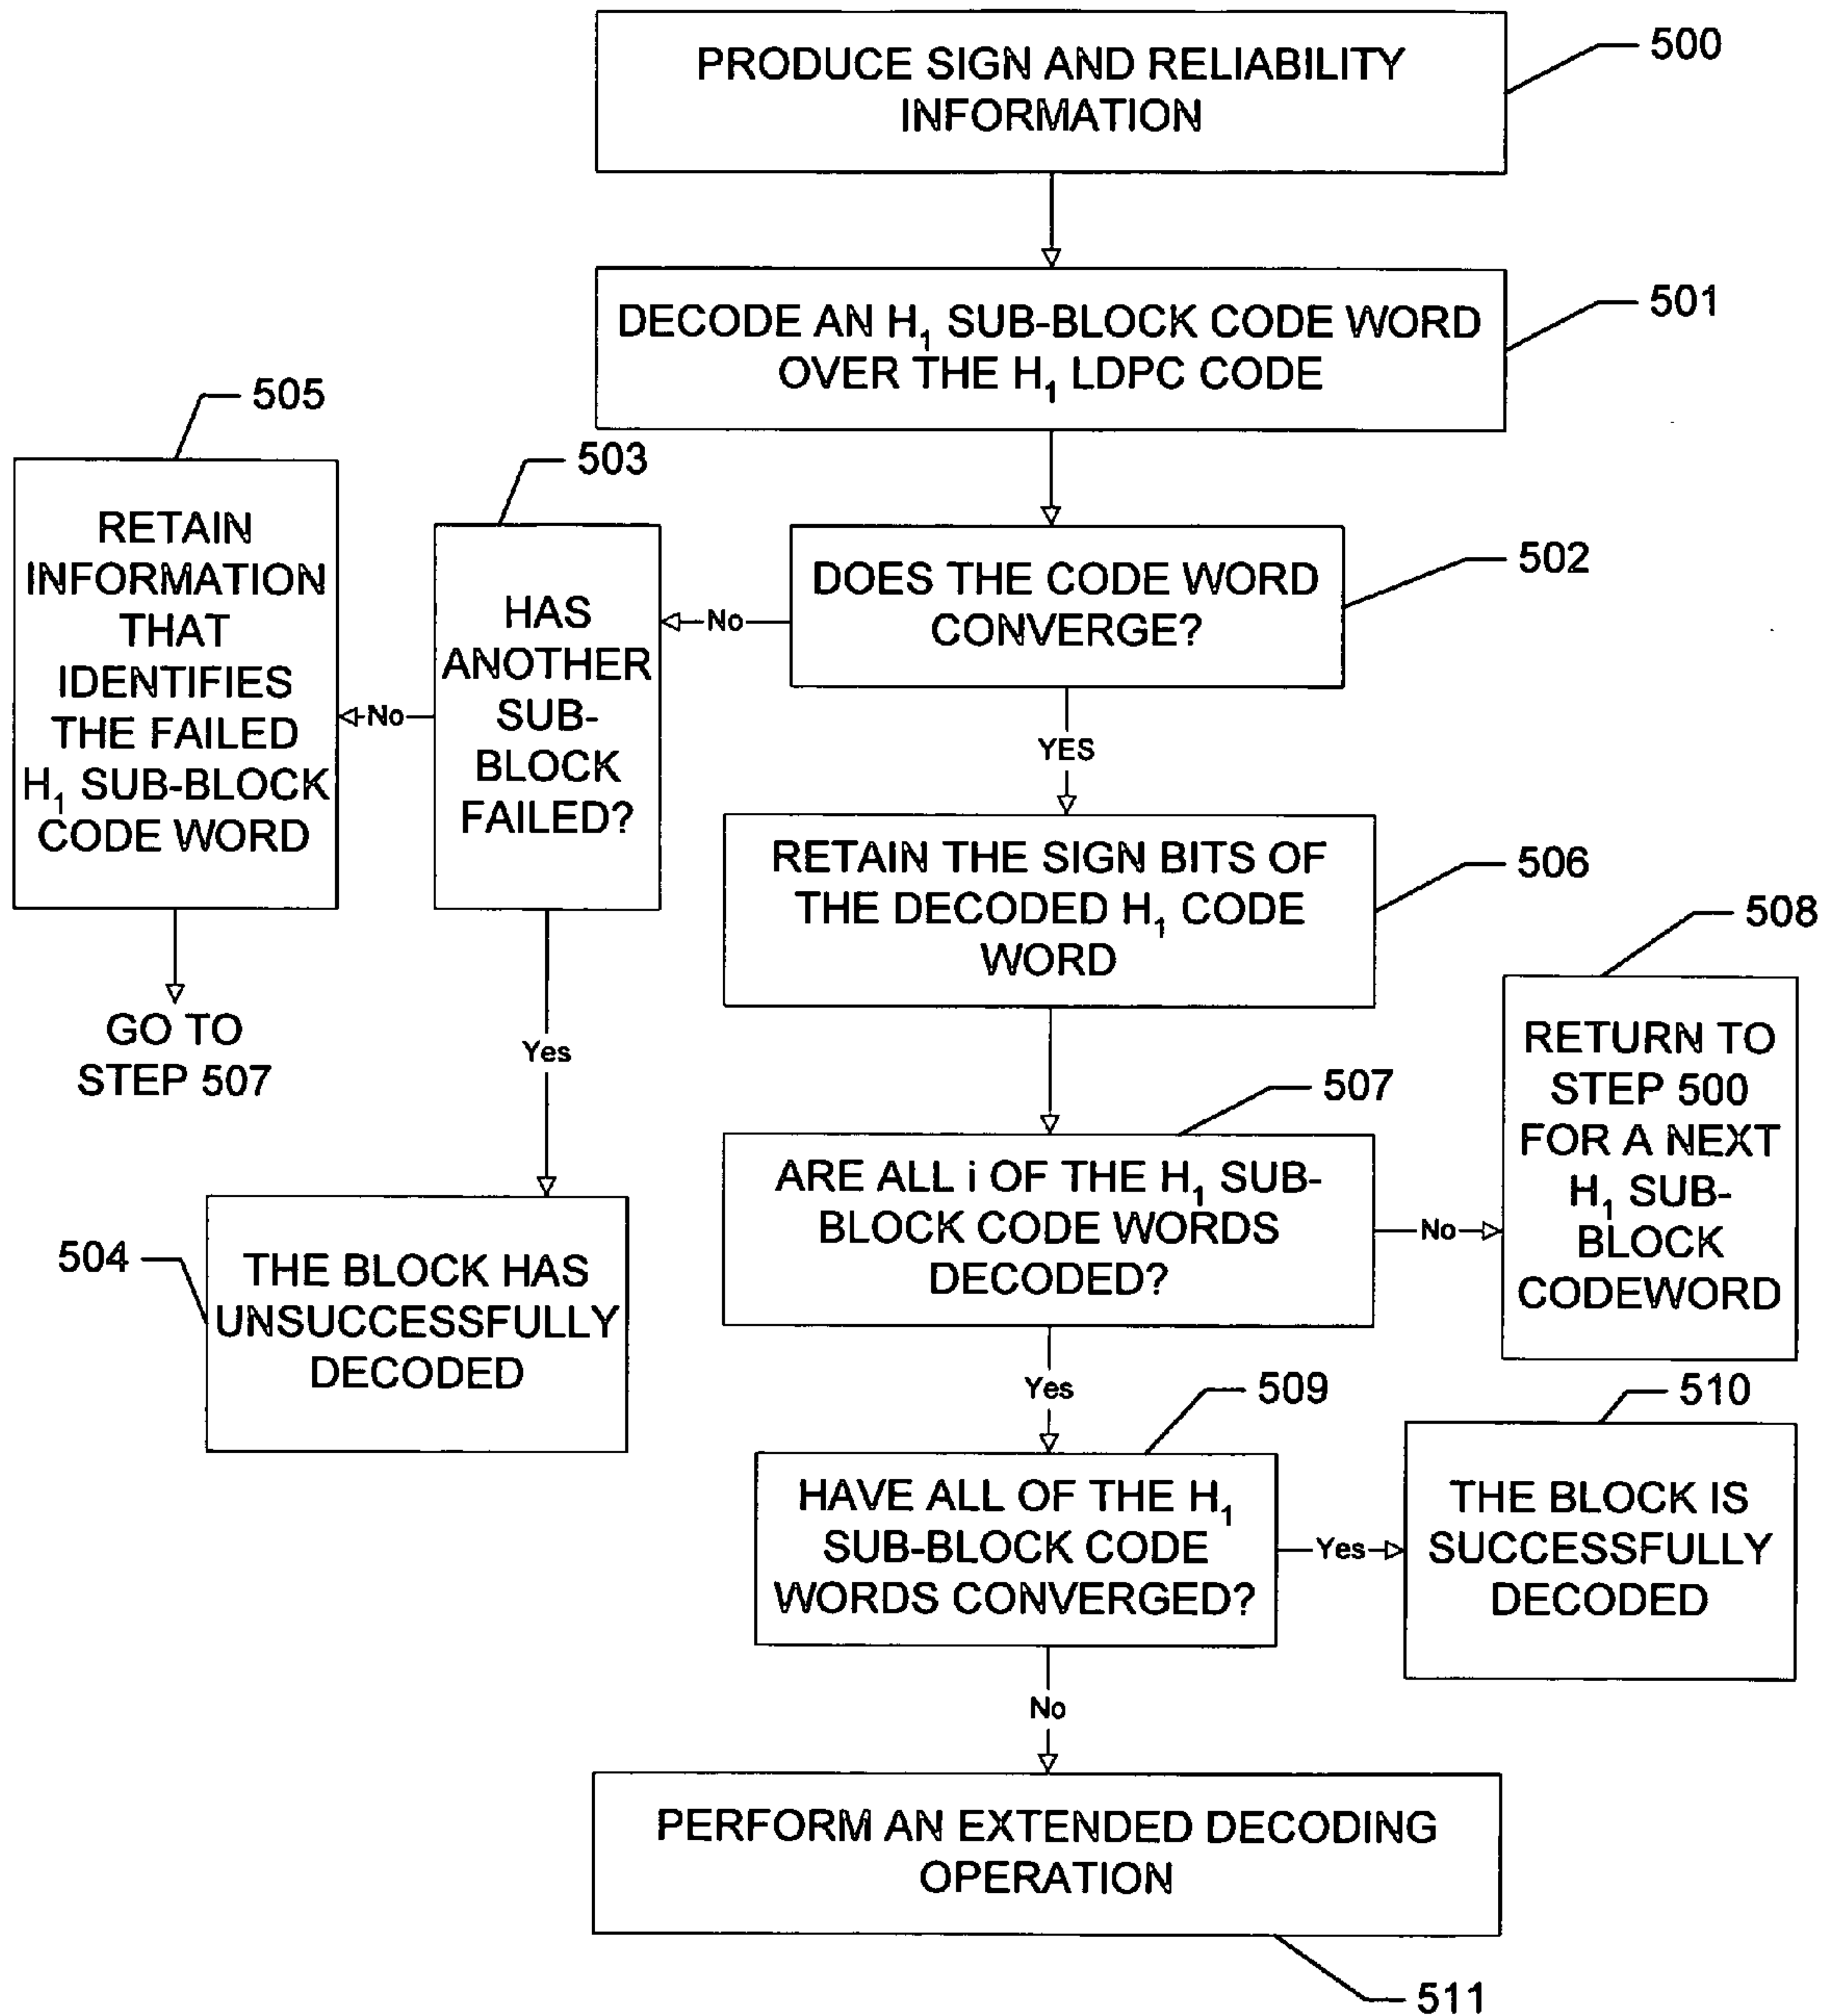 PRODUCE SIGN AND RELIABILITY
INFORMATION
500
DECODE AN H₁ SUB-BLOCK CODE WORD
OVER THE H₁ LDPC CODE
501
505
RETAIN
INFORMATION
THAT
IDENTIFIES
THE FAILED
H₁ SUB-BLOCK
CODE WORD
GO TO
STEP 507
503
HAS
ANOTHER
SUB-
BLOCK
FAILED?
No
No
Yes
DOES THE CODE WORD
CONVERGE?
502
YES
RETAIN THE SIGN BITS OF
THE DECODED H₁ CODE
WORD
506
508
RETURN TO
STEP 500
FOR A NEXT
H₁ SUB-
BLOCK
CODEWORD
507
ARE ALL i OF THE H₁ SUB-
BLOCK CODE WORDS
DECODED?
No
504
THE BLOCK HAS
UNSUCCESSFULLY
DECODED
Yes
509
HAVE ALL OF THE H₁
SUB-BLOCK CODE
WORDS CONVERGED?
Yes
510
THE BLOCK IS
SUCCESSFULLY
DECODED
No
PERFORM AN EXTENDED DECODING
OPERATION
511